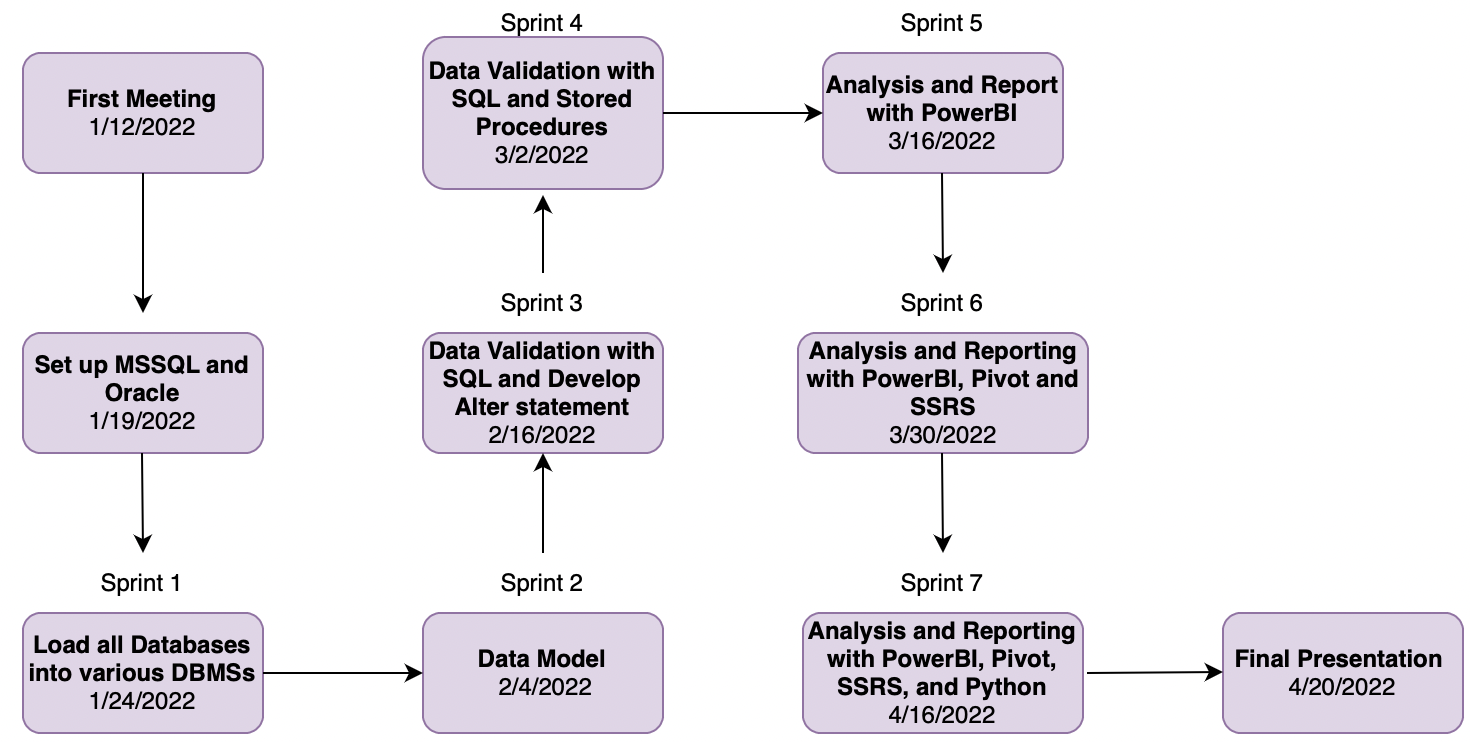 First Meeting
1/12/2022
Set up MSSQL and
Oracle
1/19/2022
Sprint 1
Load all Databases
into various DBMSs
1/24/2022
Sprint 2
Data Model
2/4/2022
Sprint 3
Data Validation with
SQL and Develop
Alter statement
2/16/2022
Sprint 4
Data Validation with
SQL and Stored
Procedures
3/2/2022
Sprint 5
Analysis and Report
with PowerBI
3/16/2022
Sprint 6
Analysis and Reporting
with PowerBI, Pivot and
SSRS
3/30/2022
Sprint 7
Analysis and Reporting
with PowerBI, Pivot,
SSRS, and Python
4/16/2022
Final Presentation
4/20/2022